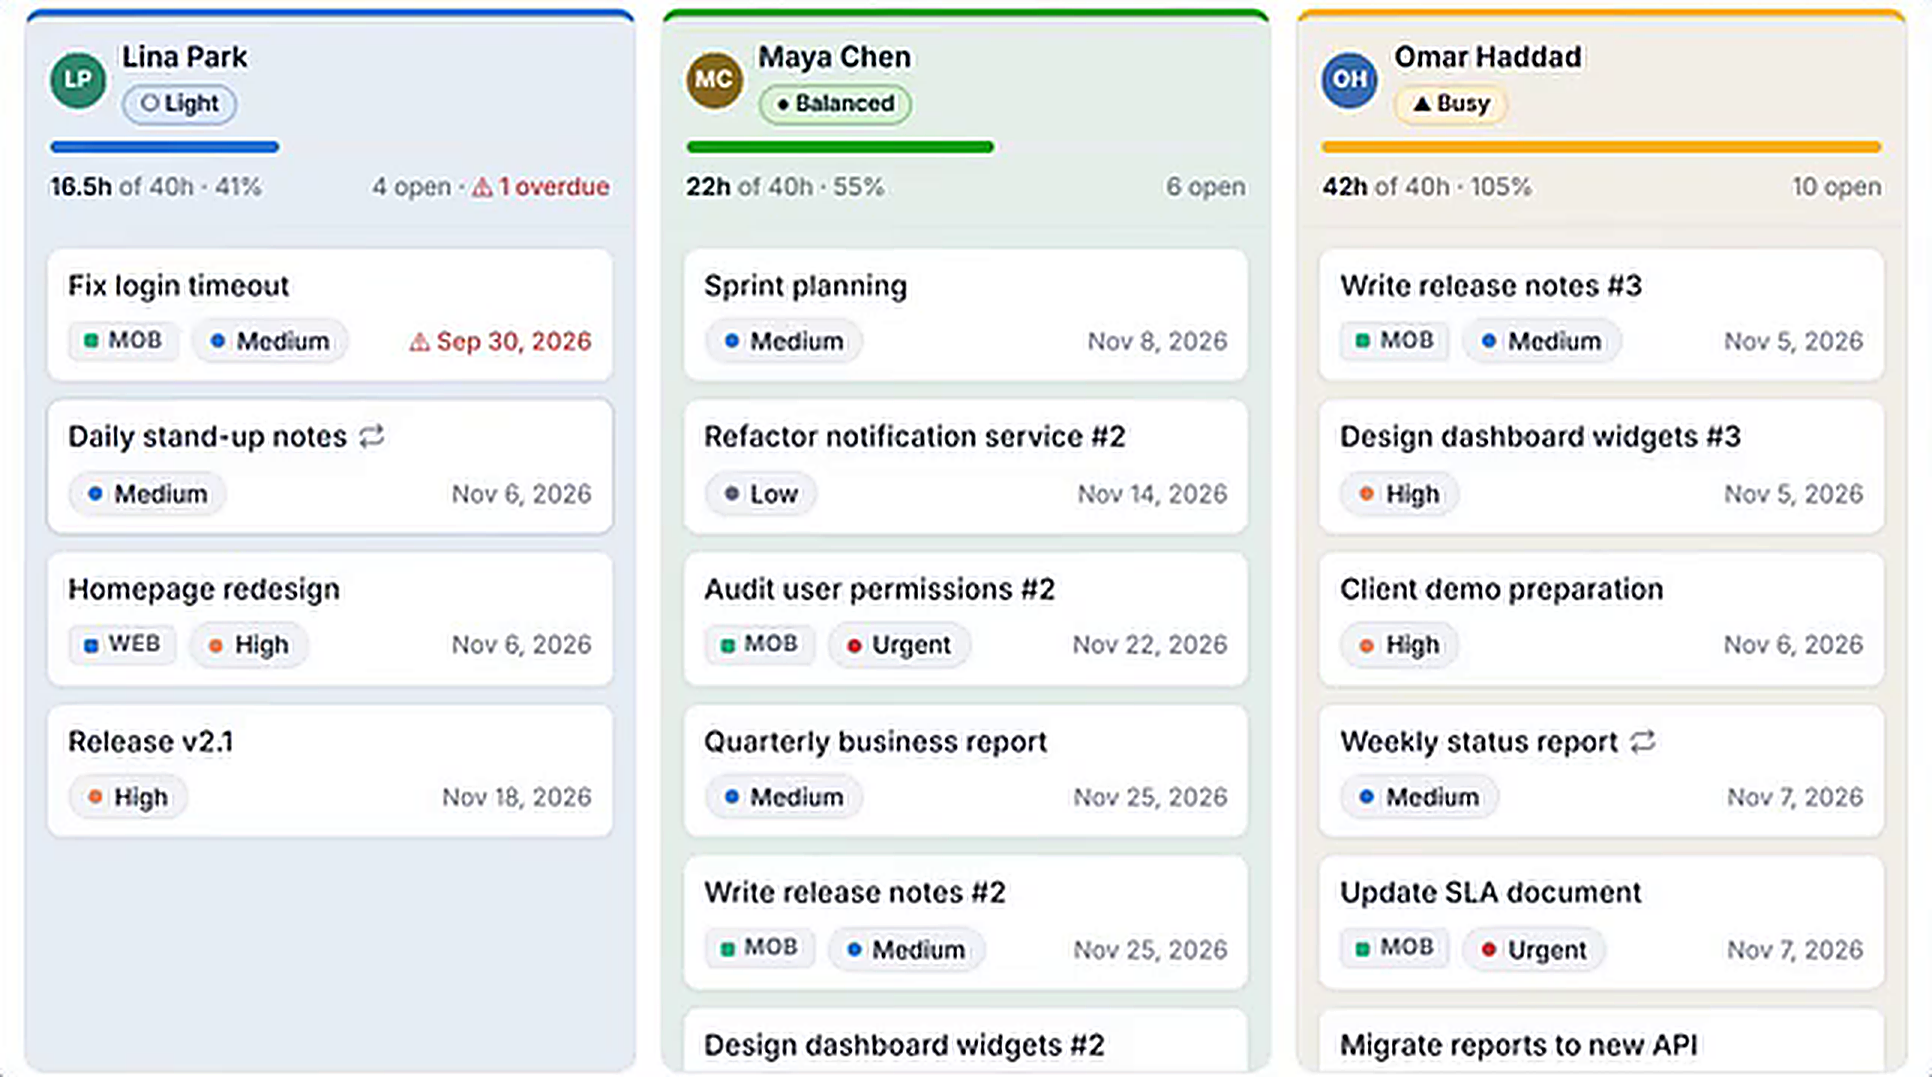 LP
Lina Park
Light
16.5h of 40h · 41%
4 open · ⚠ 1 overdue
Fix login timeout
MOB
Medium
⚠ Sep 30, 2026
Daily stand-up notes
Medium
Nov 6, 2026
Homepage redesign
WEB
High
Nov 6, 2026
Release v2.1
High
Nov 18, 2026
MC
Maya Chen
Balanced
22h of 40h · 55%
6 open
Sprint planning
Medium
Nov 8, 2026
Refactor notification service #2
Low
Nov 14, 2026
Audit user permissions #2
MOB
Urgent
Nov 22, 2026
Quarterly business report
Medium
Nov 25, 2026
Write release notes #2
MOB
Medium
Nov 25, 2026
Design dashboard widgets #2
OH
Omar Haddad
Busy
42h of 40h · 105%
10 open
Write release notes #3
MOB
Medium
Nov 5, 2026
Design dashboard widgets #3
High
Nov 5, 2026
Client demo preparation
High
Nov 6, 2026
Weekly status report
Medium
Nov 7, 2026
Update SLA document
MOB
Urgent
Nov 7, 2026
Migrate reports to new API